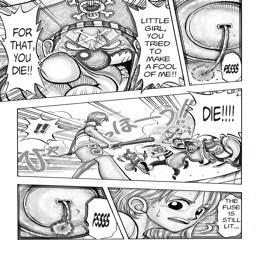 LITTLE
GIRL,
YOU
TRIED
TO
MAKE
A FOOL
OF ME!!
FOR
THAT,
YOU
DIE!!
PSSSS
DIE!!!!
!!
THE
FUSE
IS
STILL
LIT...
PSSSS